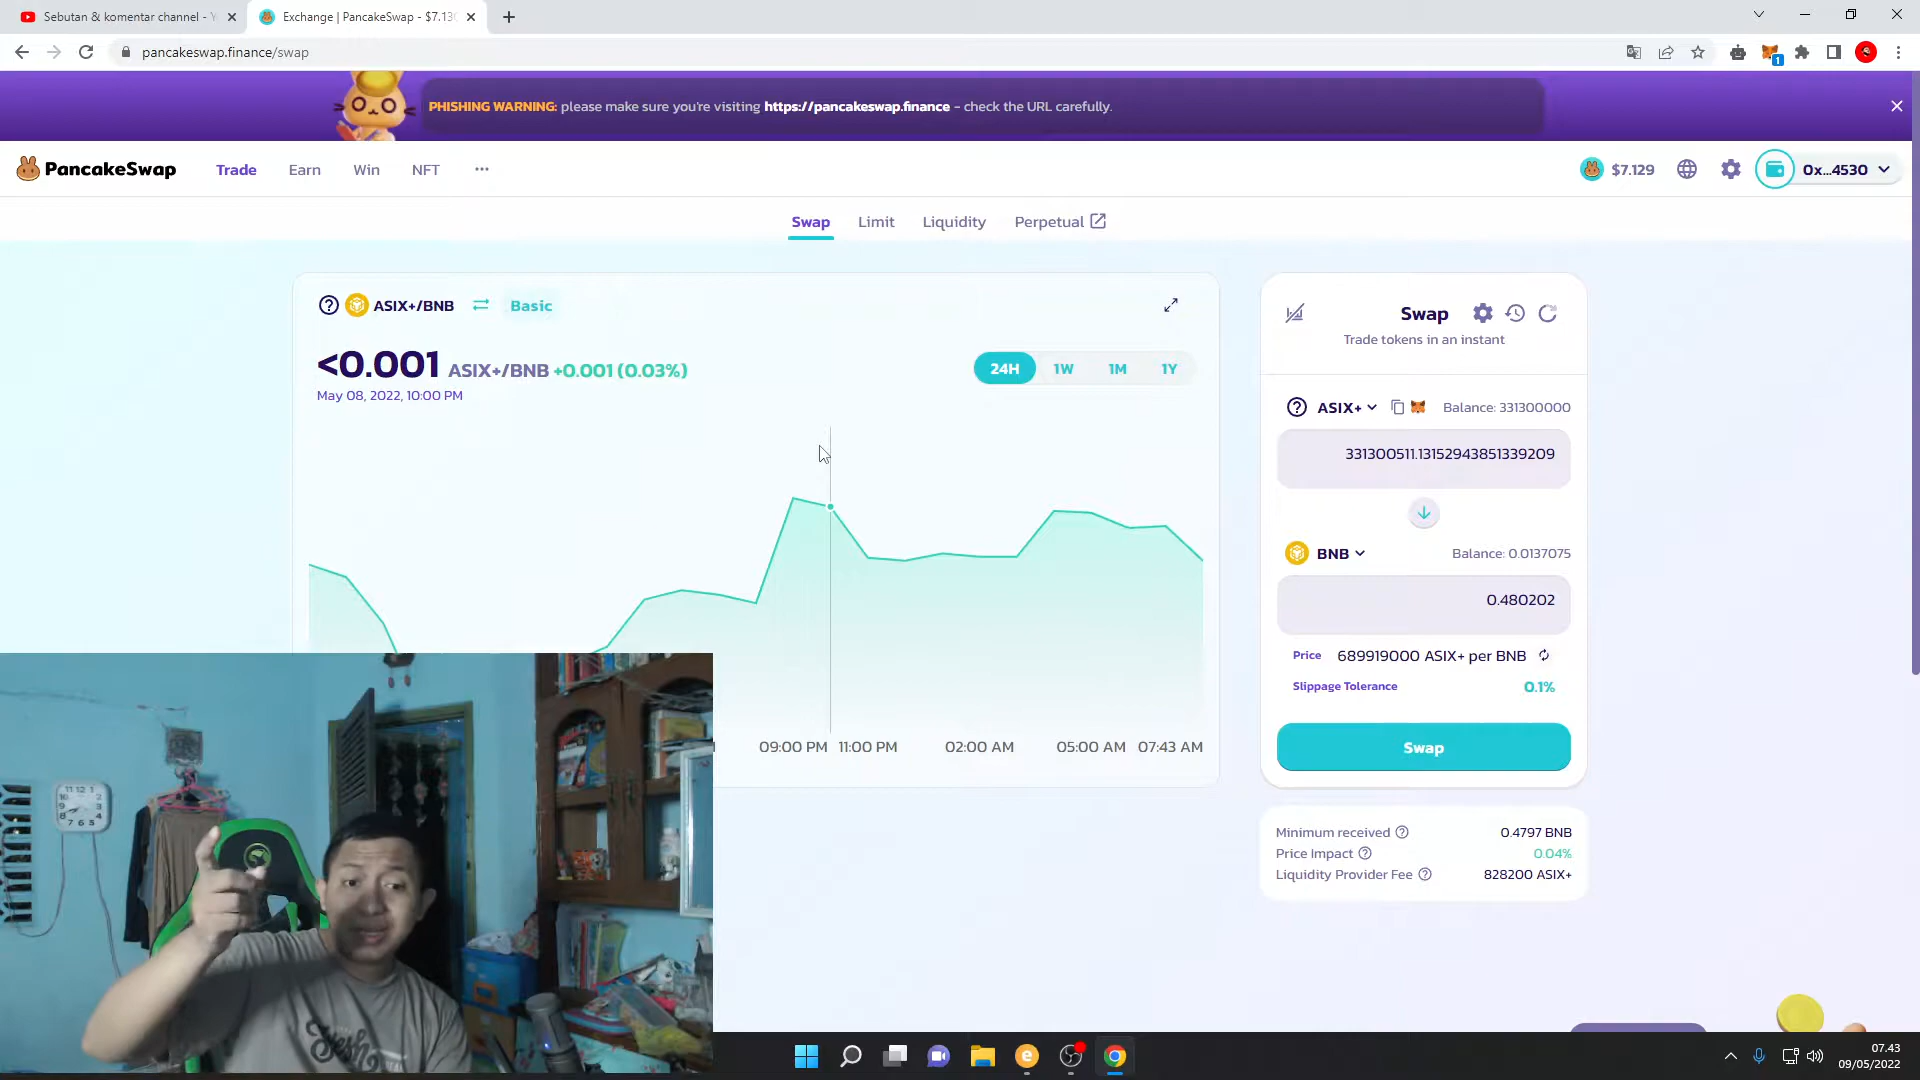 Sebutan & komentar channel - Y
Exchange | PancakeSwap - $7.130
pancakeswap.finance/swap
1
PHISHING WARNING: please make sure you're visiting https://pancakeswap.finance - check the URL carefully.
PancakeSwap
Trade
Earn
Win
NFT
$7.129
0x...4530
Swap
Limit
Liquidity
Perpetual
ASIX+/BNB
Basic
<0.001 ASIX+/BNB +0.001 (0.03%)
May 08, 2022, 10:00 PM
24H
1W
1M
1Y
09:00 PM
11:00 PM
02:00 AM
05:00 AM
07:43 AM
Swap
Trade tokens in an instant
ASIX+
Balance: 331300000
331300511.13152943851339209
BNB
Balance: 0.0137075
0.480202
Price 689919000 ASIX+ per BNB
Slippage Tolerance 0.1%
Swap
Minimum received 0.4797 BNB
Price Impact 0.04%
Liquidity Provider Fee 828200 ASIX+
07.43
09/05/2022